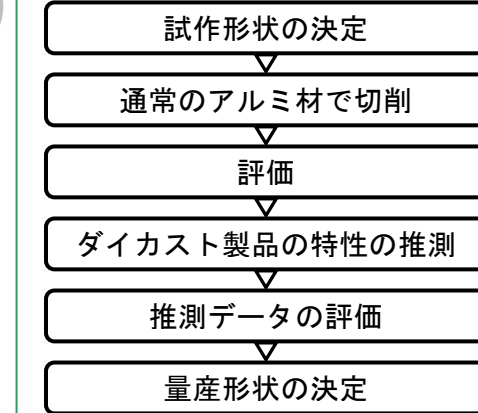 試作形状の決定
通常のアルミ材で切削
評価
ダイカスト製品の特性の推測
推測データの評価
量産形状の決定